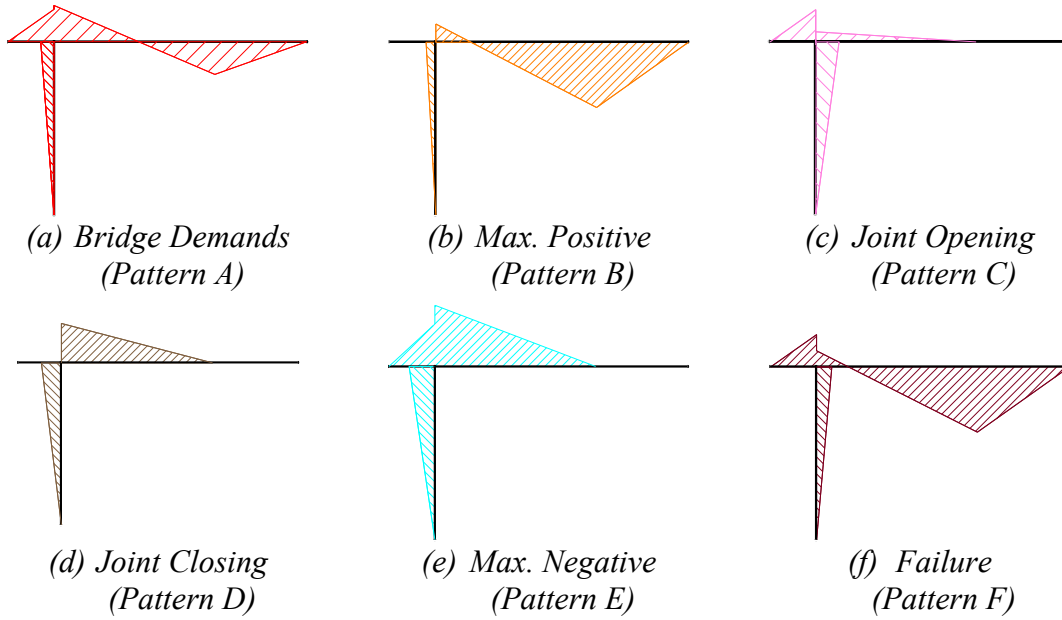 (a) Bridge Demands
(Pattern A)
(b) Max. Positive
(Pattern B)
(c) Joint Opening
(Pattern C)
(d) Joint Closing
(Pattern D)
(e) Max. Negative
(Pattern E)
(f) Failure
(Pattern F)